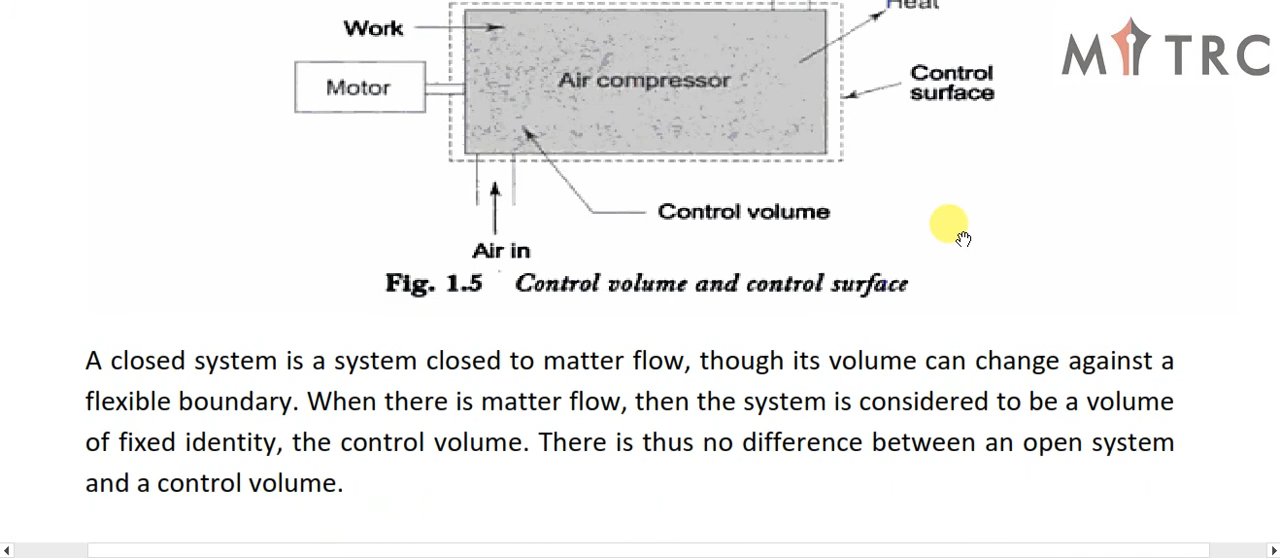 Heat
Work
M TRC
Air compressor
Control
surface
Motor
Control volume
Air in
Fig. 1.5 Control volume and control surface
A closed system is a system closed to matter flow, though its volume can change against a
flexible boundary. When there is matter flow, then the system is considered to be a volume
of fixed identity, the control volume. There is thus no difference between an open system
and a control volume.